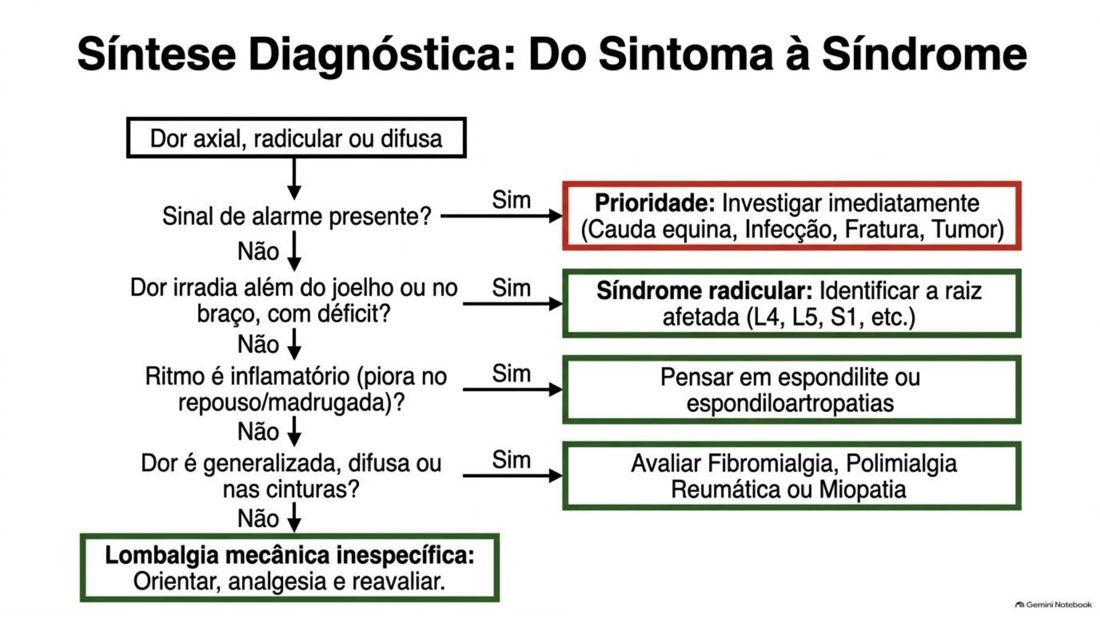 Síntese Diagnóstica: Do Sintoma à Síndrome
Dor axial, radicular ou difusa
Sinal de alarme presente?
Sim
Prioridade: Investigar imediatamente
(Cauda equina, Infecção, Fratura, Tumor)
Não
Dor irradia além do joelho ou no
braço, com déficit?
Sim
Síndrome radicular: Identificar a raiz
afetada (L4, L5, S1, etc.)
Não
Ritmo é inflamatório (piora no
repouso/madrugada)?
Sim
Pensar em espondilite ou
espondiloartropatias
Não
Dor é generalizada, difusa ou
nas cinturas?
Sim
Avaliar Fibromialgia, Polimialgia
Reumática ou Miopatia
Não
Lombalgia mecânica inespecífica:
Orientar, analgesia e reavaliar.
Gemini Notebook